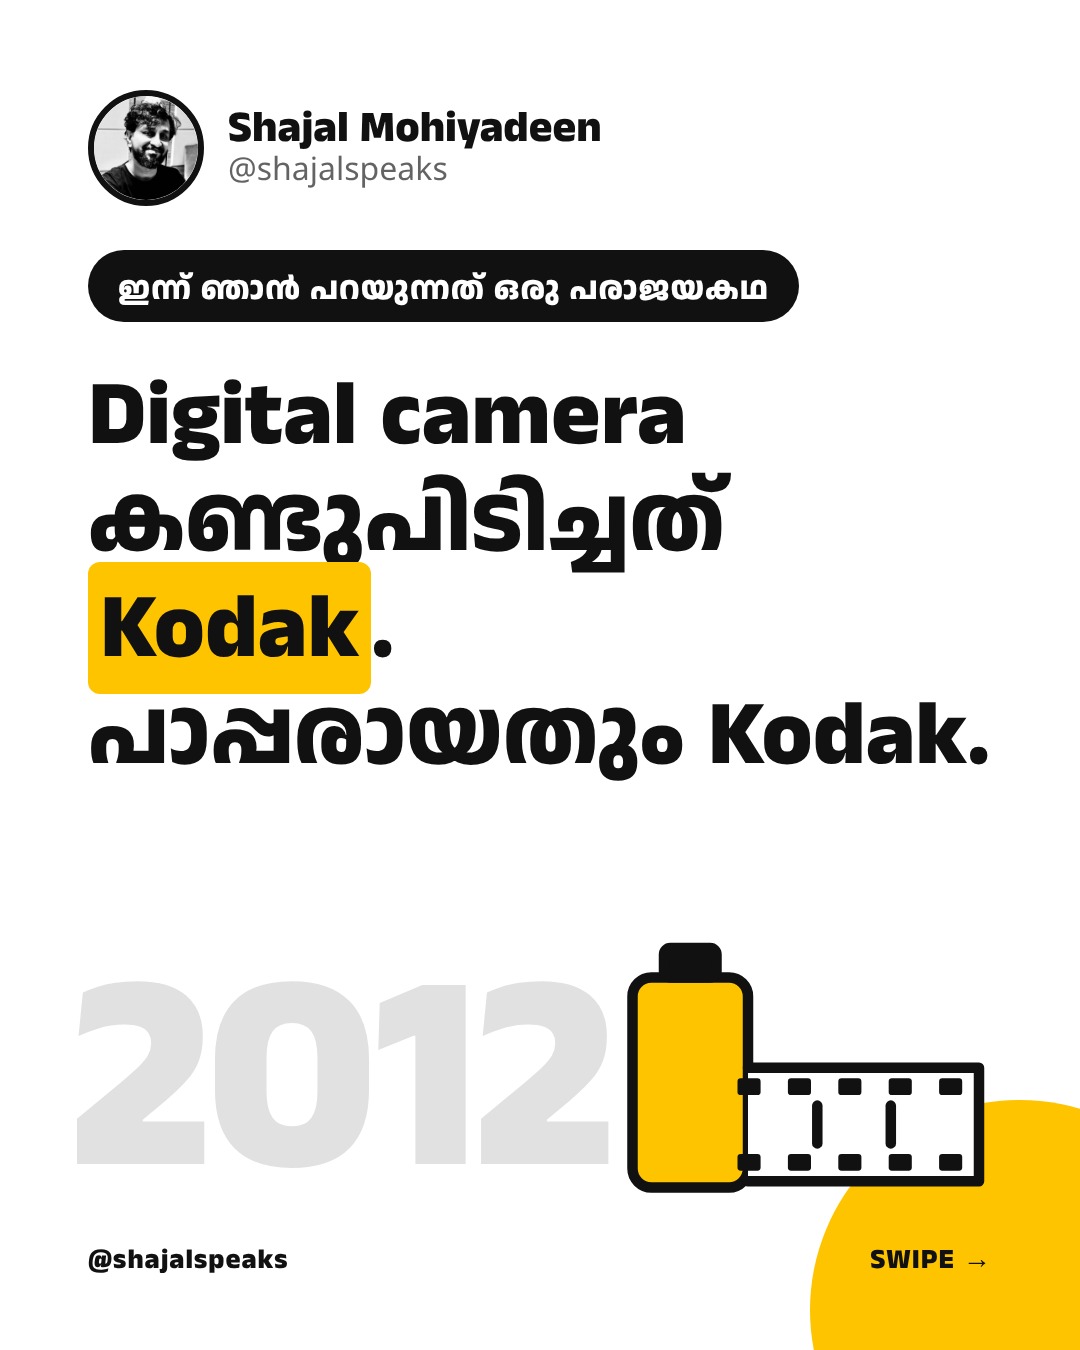 Shajal Mohiyadeen
@shajalspeaks
ഇന്ന് ഞാൻ പറയുന്നത് ഒരു പരാജയകഥ
Digital camera
കണ്ടുപിടിച്ചത്
Kodak.
പാപ്പരായതും Kodak.
2012
@shajalspeaks
SWIPE →